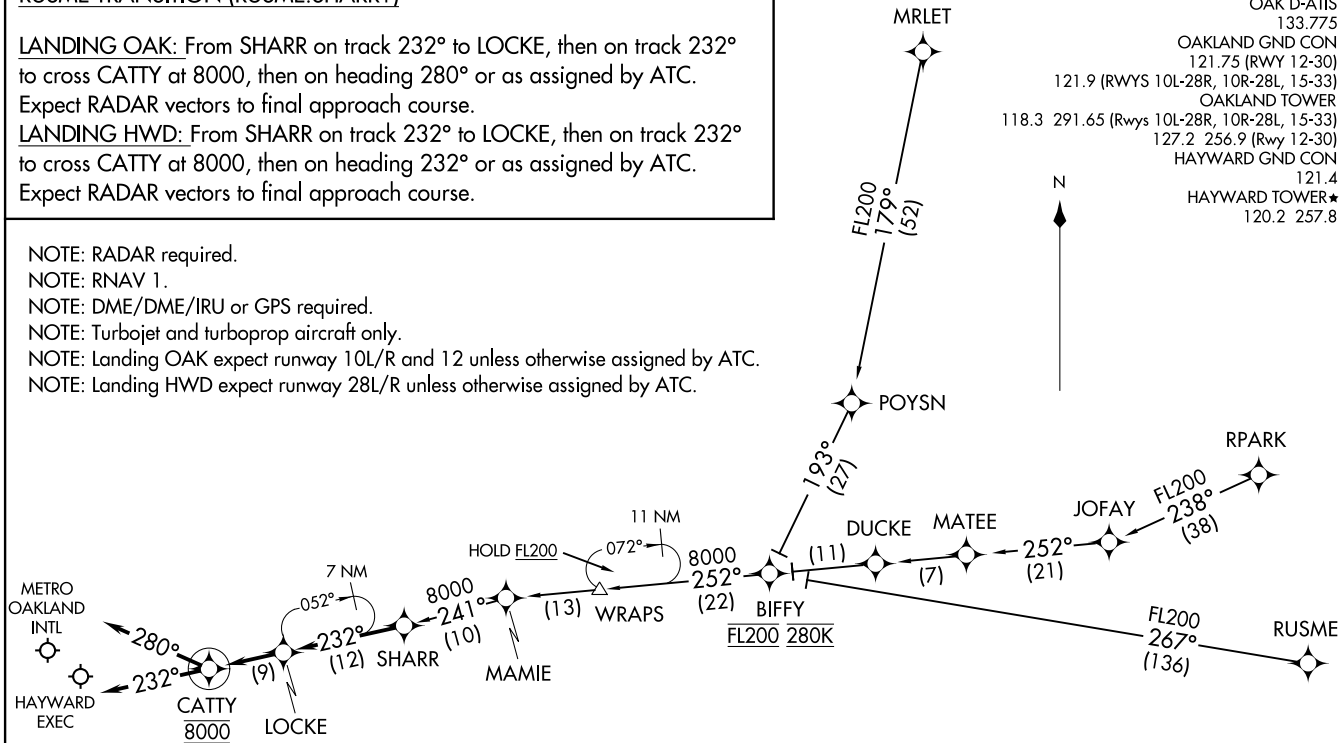 RUSME TRANSITION (RUSME.SHARR1)
LANDING OAK: From SHARR on track 232° to LOCKE, then on track 232°
to cross CATTY at 8000, then on heading 280° or as assigned by ATC.
Expect RADAR vectors to final approach course.
LANDING HWD: From SHARR on track 232° to LOCKE, then on track 232°
to cross CATTY at 8000, then on heading 232° or as assigned by ATC.
Expect RADAR vectors to final approach course.
OAK D-ATIS
133.775
OAKLAND GND CON
121.75 (RWY 12-30)
121.9 (RWYS 10L-28R, 10R-28L, 15-33)
OAKLAND TOWER
118.3 291.65 (Rwys 10L-28R, 10R-28L, 15-33)
127.2 256.9 (Rwy 12-30)
HAYWARD GND CON
121.4
HAYWARD TOWER★
120.2 257.8
NOTE: RADAR required.
NOTE: RNAV 1.
NOTE: DME/DME/IRU or GPS required.
NOTE: Turbojet and turboprop aircraft only.
NOTE: Landing OAK expect runway 10L/R and 12 unless otherwise assigned by ATC.
NOTE: Landing HWD expect runway 28L/R unless otherwise assigned by ATC.
MRLET
FL200
179°
(52)
N
POYSN
193°
(27)
RPARK
FL200
238°
(38)
JOFAY
252°
(21)
MATEE
(7)
DUCKE
(11)
BIFFY
FL200 280K
RUSME
FL200
267°
(136)
8000
252°
(22)
11 NM
072°
HOLD FL200
WRAPS
(13)
MAMIE
8000
241°
(10)
SHARR
7 NM
052°
232°
(12)
LOCKE
(9)
CATTY
8000
280°
232°
METRO
OAKLAND
INTL
HAYWARD
EXEC